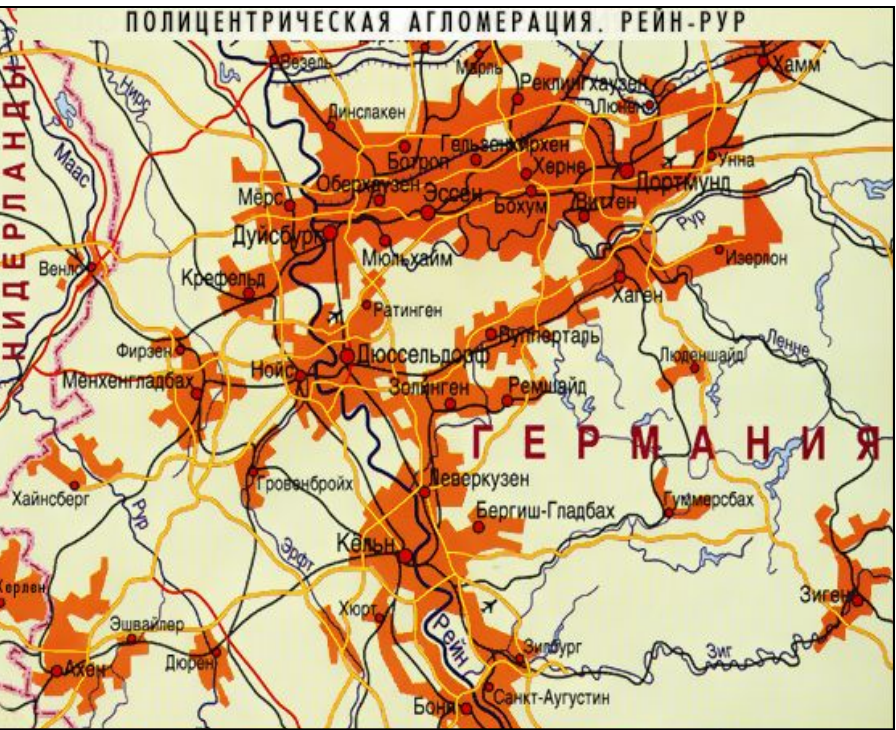 ПОЛИЦЕНТРИЧЕСКАЯ АГЛОМЕРАЦИЯ. РЕЙН-РУР
Везель
Марль
Хамм
Реклингхаузен
Люнен
Нирс
Динслакен
Гельзенкирхен
Унна
Маас
Ботроп
Херне
Дортмунд
Оберхаузен
Эссен
Мёрс
Бохум
Виттен
НИДЕРЛАНДЫ
Дуйсбург
Рур
Мюльхайм
Изерлон
Венло
Крефельд
Хаген
Ратинген
Вупперталь
Ленне
Фирзен
Дюссельдорф
Люденшайд
Нойс
Менхенгладбах
Золинген
Ремшайд
ГЕРМАНИЯ
Гровенбройх
Леверкузен
Хайнсберг
Рур
Гуммерсбах
Бергиш-Гладбах
Кёльн
Эрфт
Херлен
Зиген
Хюрт
Эшвайлер
Рейн
Зигбург
Зиг
Ахен
Дюрен
Санкт-Аугустин
Бонн